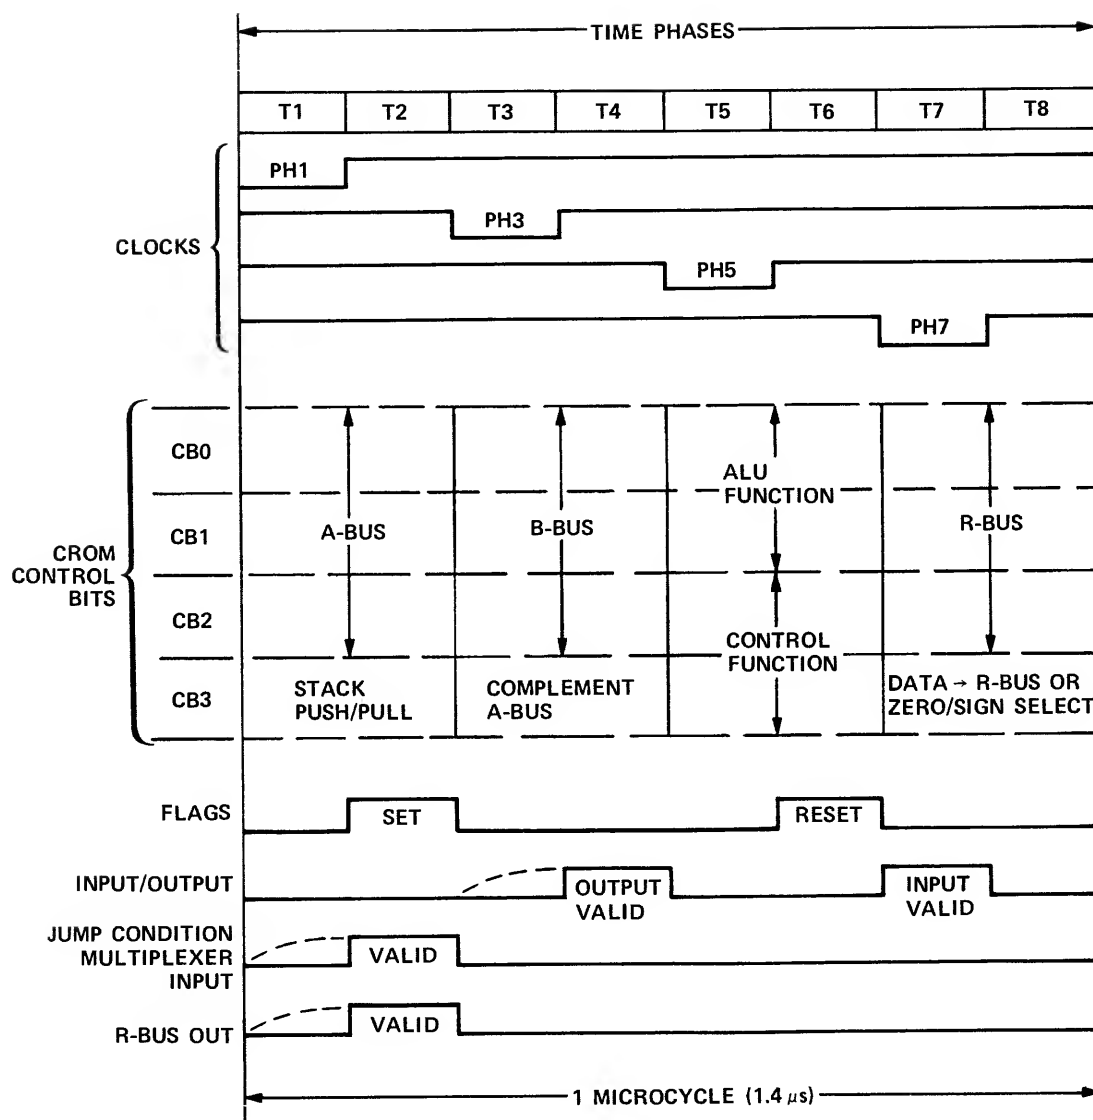 TIME PHASES
T1 T2 T3 T4 T5 T6 T7 T8
CLOCKS
PH1
PH3
PH5
PH7
CROM
CONTROL
BITS
CB0
CB1
CB2
CB3
A-BUS
B-BUS
ALU
FUNCTION
R-BUS
CONTROL
FUNCTION
STACK
PUSH/PULL
COMPLEMENT
A-BUS
DATA → R-BUS OR
ZERO/SIGN SELECT
FLAGS
SET
RESET
INPUT/OUTPUT
OUTPUT
VALID
INPUT
VALID
JUMP CONDITION
MULTIPLEXER
INPUT
VALID
R-BUS OUT
VALID
1 MICROCYCLE (1.4 μs)